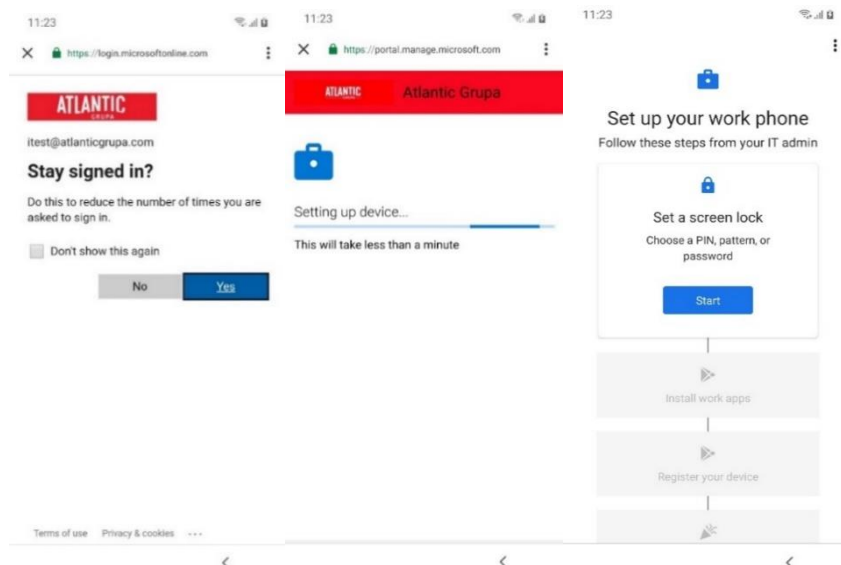 11:23
https://login.microsoftonline.com
ATLANTIC
GRUPA
itest@atlanticgrupa.com
Stay signed in?
Do this to reduce the number of times you are
asked to sign in.
Don't show this again
No
Yes
Terms of use
Privacy & cookies
11:23
https://portal.manage.microsoft.com
ATLANTIC
Atlantic Grupa
Setting up device...
This will take less than a minute
11:23
Set up your work phone
Follow these steps from your IT admin
Set a screen lock
Choose a PIN, pattern, or
password
Start
Install work apps
Register your device